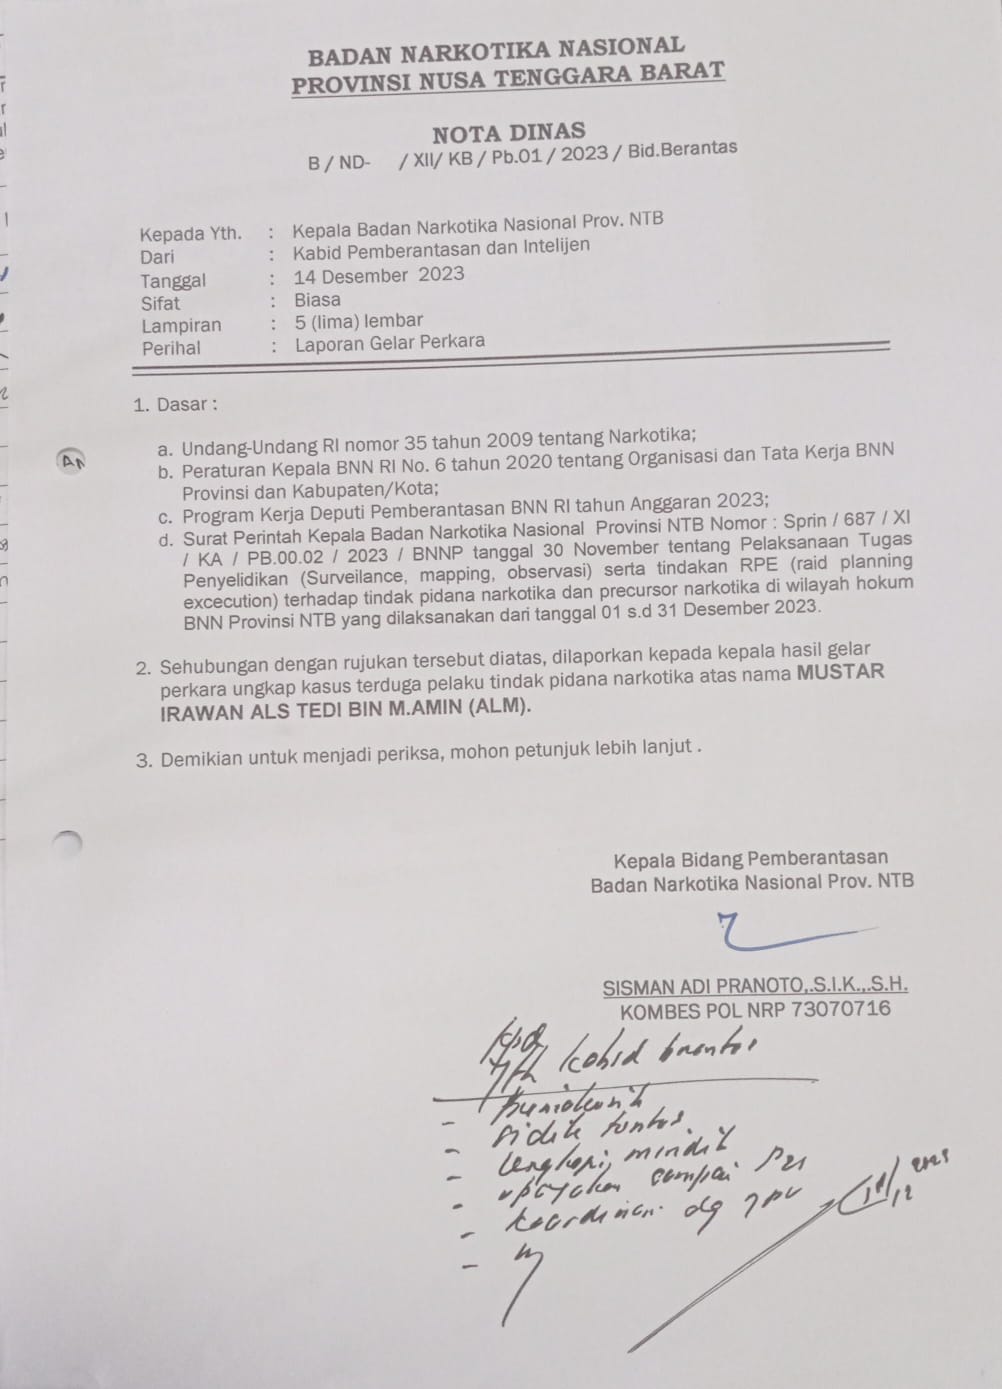 BADAN NARKOTIKA NASIONAL
PROVINSI NUSA TENGGARA BARAT
NOTA DINAS
B / ND- / XII/ KB / Pb.01 / 2023 / Bid.Berantas
Kepada Yth. : Kepala Badan Narkotika Nasional Prov. NTB
Dari : Kabid Pemberantasan dan Intelijen
Tanggal : 14 Desember 2023
Sifat : Biasa
Lampiran : 5 (lima) lembar
Perihal : Laporan Gelar Perkara
1. Dasar :
a. Undang-Undang RI nomor 35 tahun 2009 tentang Narkotika;
b. Peraturan Kepala BNN RI No. 6 tahun 2020 tentang Organisasi dan Tata Kerja BNN
Provinsi dan Kabupaten/Kota;
c. Program Kerja Deputi Pemberantasan BNN RI tahun Anggaran 2023;
d. Surat Perintah Kepala Badan Narkotika Nasional Provinsi NTB Nomor : Sprin / 687 / XI
/ KA / PB.00.02 / 2023 / BNNP tanggal 30 November tentang Pelaksanaan Tugas
Penyelidikan (Surveilance, mapping, observasi) serta tindakan RPE (raid planning
excecution) terhadap tindak pidana narkotika dan precursor narkotika di wilayah hokum
BNN Provinsi NTB yang dilaksanakan dari tanggal 01 s.d 31 Desember 2023.
2. Sehubungan dengan rujukan tersebut diatas, dilaporkan kepada kepala hasil gelar
perkara ungkap kasus terduga pelaku tindak pidana narkotika atas nama MUSTAR
IRAWAN ALS TEDI BIN M.AMIN (ALM).
3. Demikian untuk menjadi periksa, mohon petunjuk lebih lanjut .
Kepala Bidang Pemberantasan
Badan Narkotika Nasional Prov. NTB
SISMAN ADI PRANOTO,.S.I.K.,.S.H.
KOMBES POL NRP 73070716
Kpd
Yth Kabid brantas
- sidik tuntas
- lengkapi mindik
- upayakan sampai P21
- koordinasi dg JPU